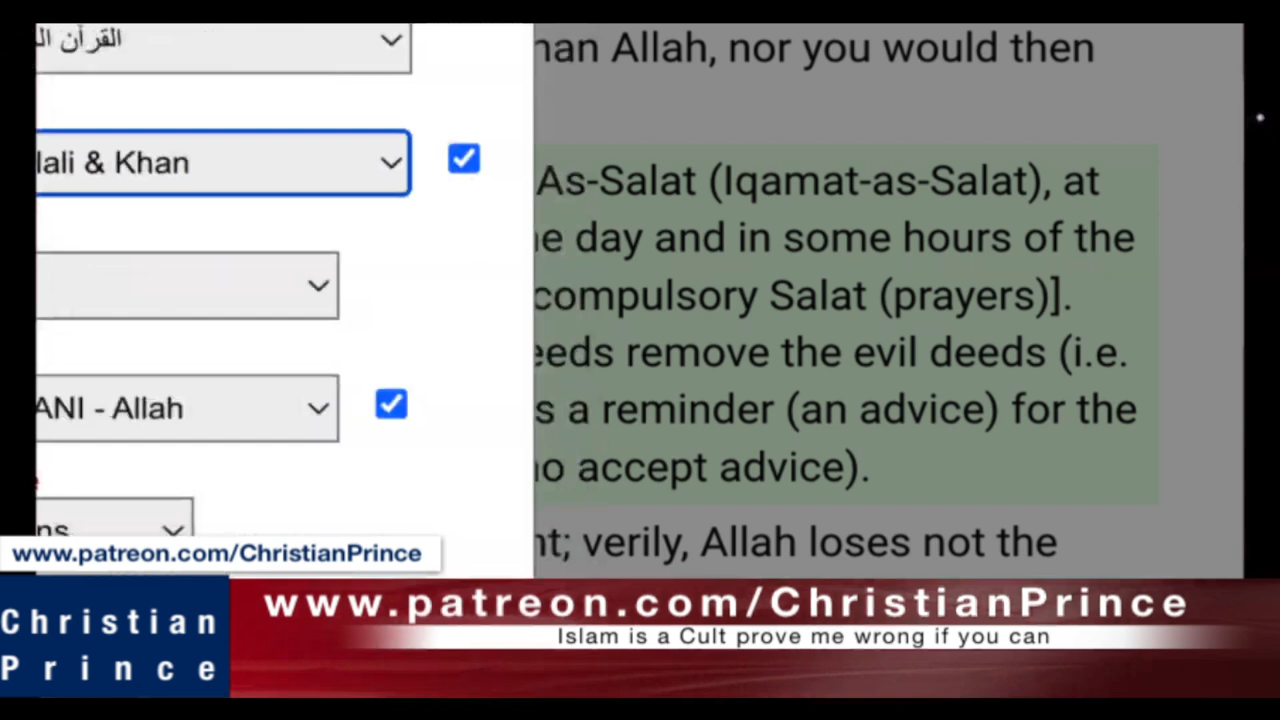 القرآن ال
han Allah, nor you would then
lali & Khan
As-Salat (Iqamat-as-Salat), at
e day and in some hours of the
compulsory Salat (prayers)].
eeds remove the evil deeds (i.e.
ANI - Allah
s a reminder (an advice) for the
o accept advice).
ns
nt; verily, Allah loses not the
www.patreon.com/ChristianPrince
www.patreon.com/ChristianPrince
Islam is a Cult prove me wrong if you can
Christian
Prince